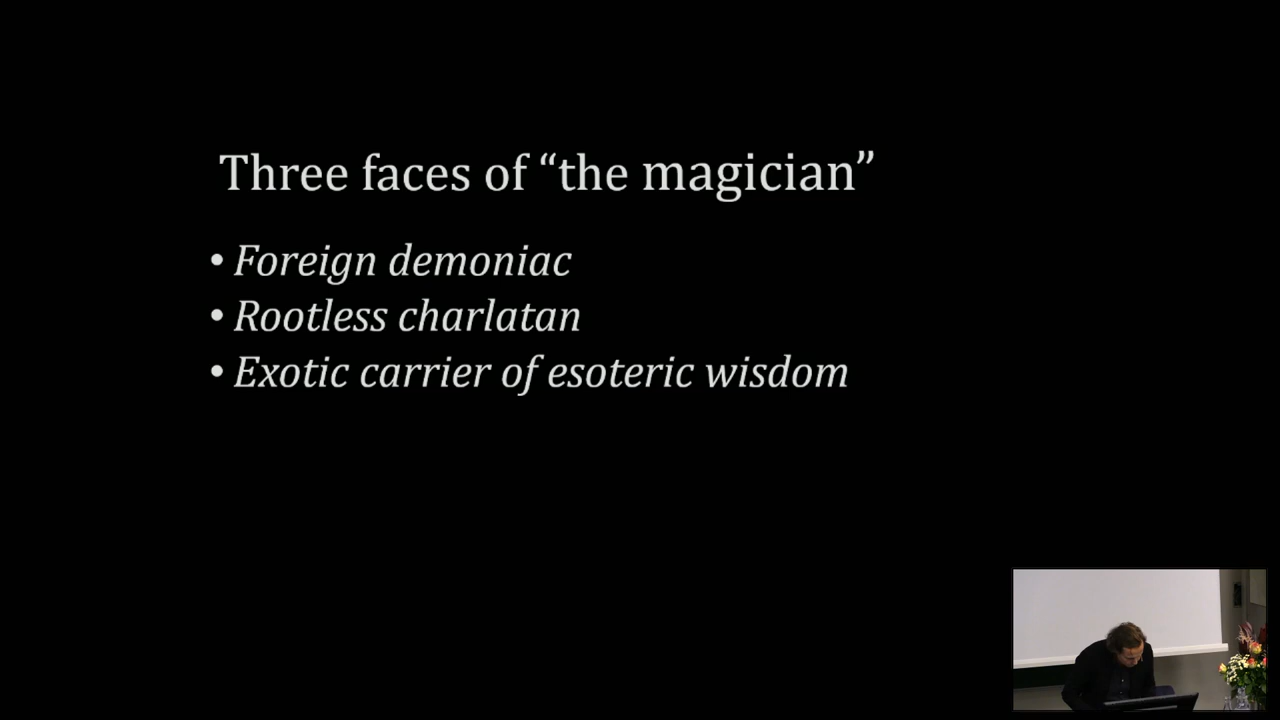 Three faces of “the magician”
• Foreign demoniac
• Rootless charlatan
• Exotic carrier of esoteric wisdom